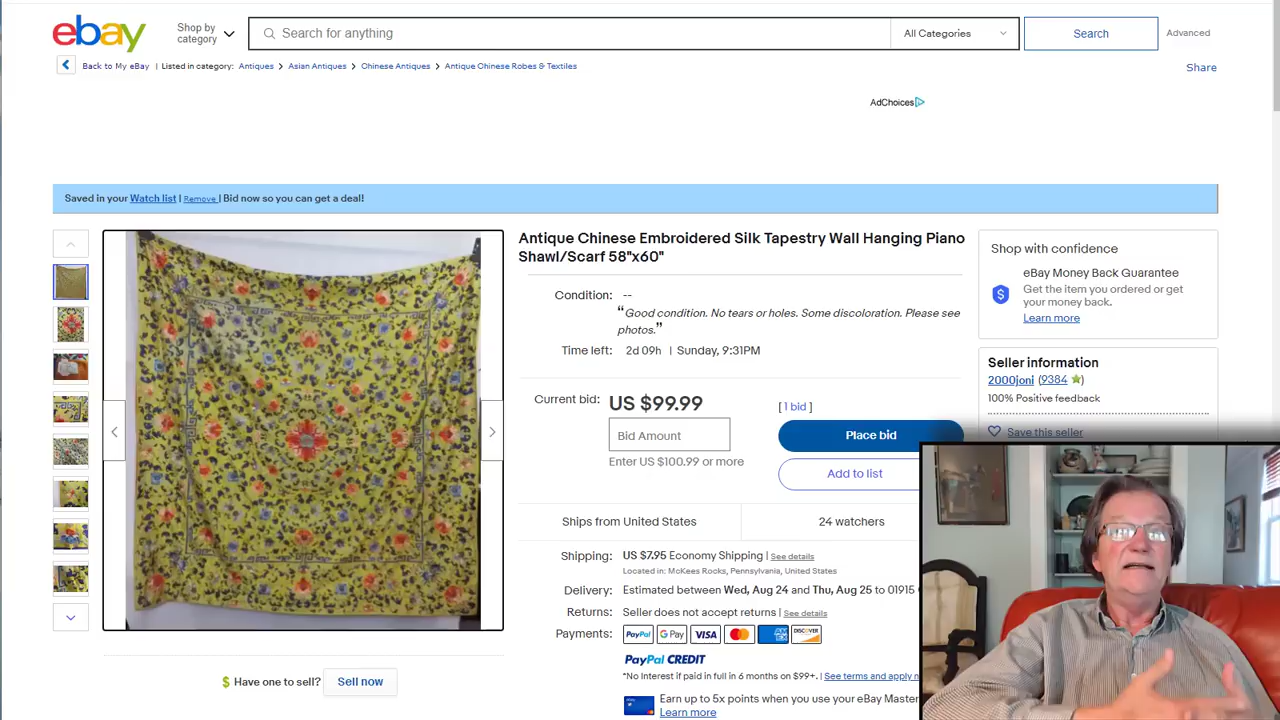 ebay
Shop by
category
Search for anything
All Categories
Search
Advanced
Back to My eBay | Listed in category: Antiques > Asian Antiques > Chinese Antiques > Antique Chinese Robes & Textiles
Share
AdChoices
Saved in your Watch list | Remove | Bid now so you can get a deal!
Antique Chinese Embroidered Silk Tapestry Wall Hanging Piano
Shawl/Scarf 58"x60"
Condition: --
“Good condition. No tears or holes. Some discoloration. Please see
photos.”
Time left: 2d 09h | Sunday, 9:31PM
Current bid: US $99.99 [ 1 bid ]
Bid Amount
Place bid
Enter US $100.99 or more
Add to list
Ships from United States
24 watchers
Shipping: US $7.95 Economy Shipping | See details
Located in: McKees Rocks, Pennsylvania, United States
Delivery: Estimated between Wed, Aug 24 and Thu, Aug 25 to 01915
Returns: Seller does not accept returns | See details
Payments: PayPal G Pay VISA DISCOVER
PayPal CREDIT
*No Interest if paid in full in 6 months on $99+. | See terms and apply n
Earn up to 5x points when you use your eBay Master
Learn more
Shop with confidence
eBay Money Back Guarantee
Get the item you ordered or get
your money back.
Learn more
Seller information
2000joni (9384)
100% Positive feedback
Save this seller
$ Have one to sell? Sell now